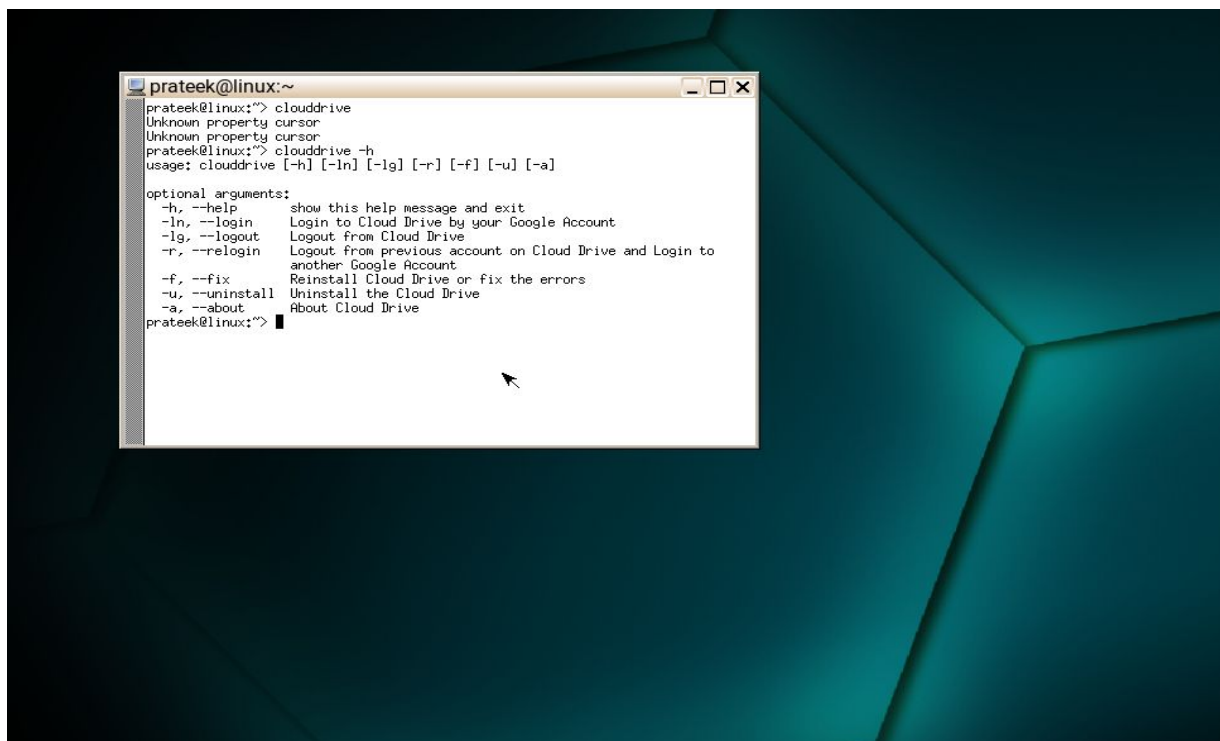 prateek@linux:~
prateek@linux:~> clouddrive
Unknown property cursor
Unknown property cursor
prateek@linux:~> clouddrive -h
usage: clouddrive [-h] [-ln] [-lg] [-r] [-f] [-u] [-a]
optional arguments:
-h, --help show this help message and exit
-ln, --login Login to Cloud Drive by your Google Account
-lg, --logout Logout from Cloud Drive
-r, --relogin Logout from previous account on Cloud Drive and Login to
another Google Account
-f, --fix Reinstall Cloud Drive or fix the errors
-u, --uninstall Uninstall the Cloud Drive
-a, --about About Cloud Drive
prateek@linux:~>